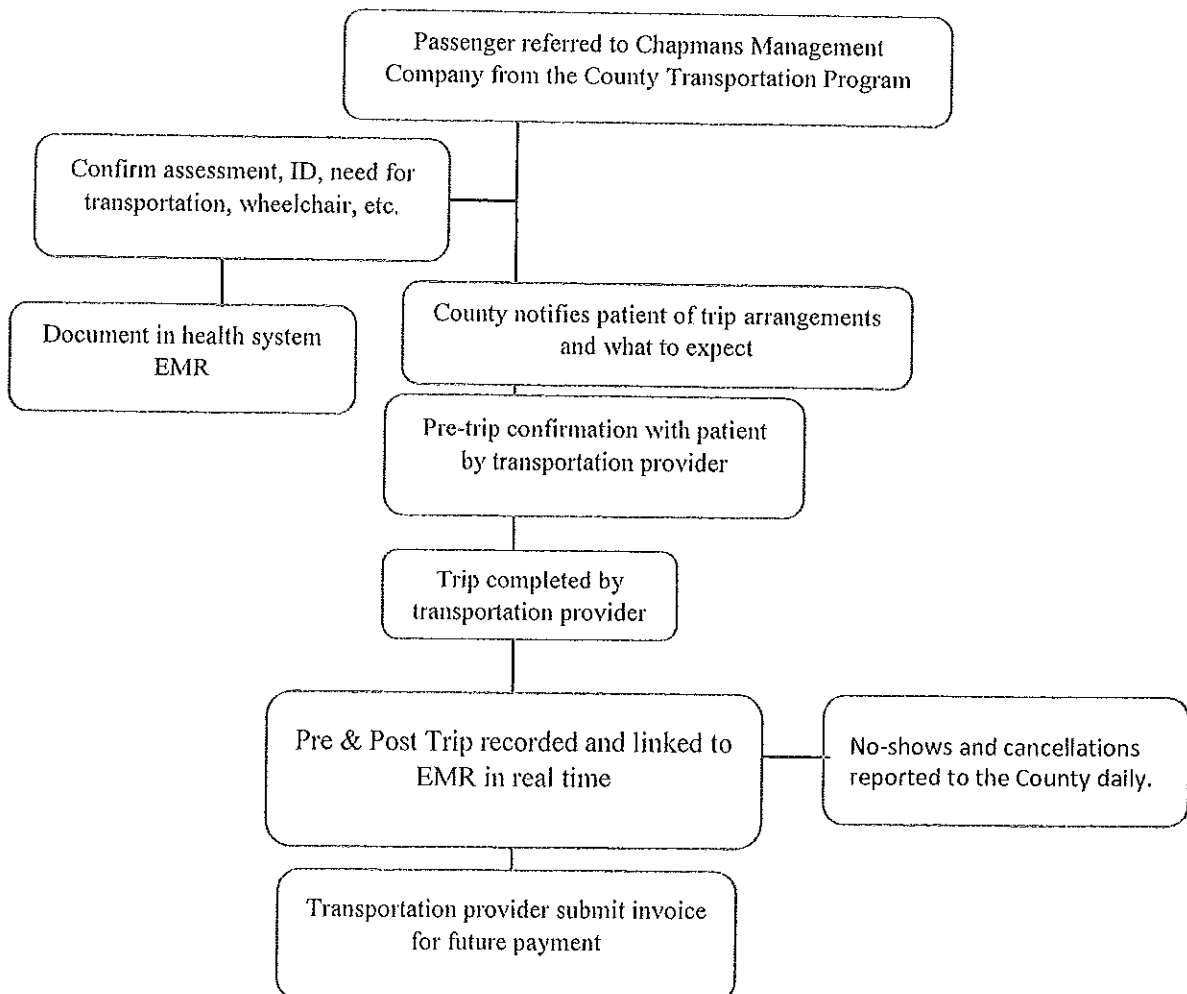 Passenger referred to Chapmans Management
Company from the County Transportation Program
Confirm assessment, ID, need for
transportation, wheelchair, etc.
Document in health system
EMR
County notifies patient of trip arrangements
and what to expect
Pre-trip confirmation with patient
by transportation provider
Trip completed by
transportation provider
Pre & Post Trip recorded and linked to
EMR in real time
No-shows and cancellations
reported to the County daily.
Transportation provider submit invoice
for future payment